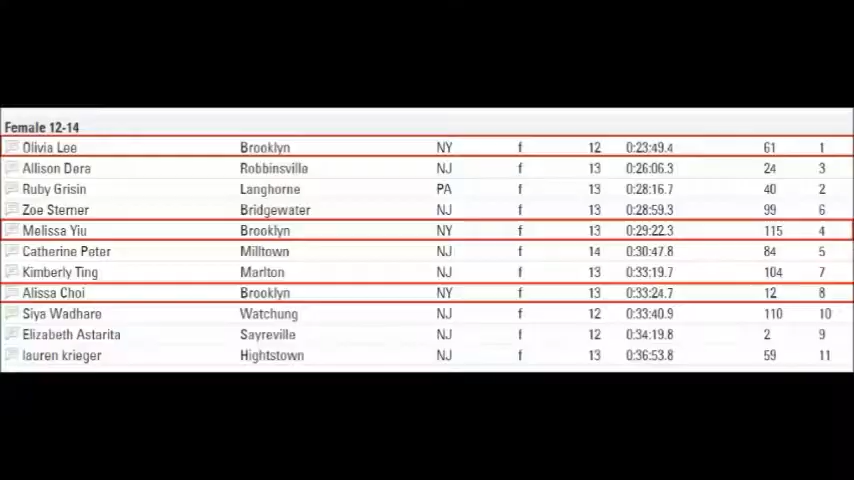 Female 12-14
Olivia Lee Brooklyn NY f 12 0:23:49.4 61 1
Allison Dera Robbinsville NJ f 13 0:26:06.3 24 3
Ruby Grisin Langhorne PA f 13 0:28:16.7 40 2
Zoe Sterner Bridgewater NJ f 13 0:28:59.3 99 6
Melissa Yiu Brooklyn NY f 13 0:29:22.3 115 4
Catherine Peter Milltown NJ f 14 0:30:47.8 84 5
Kimberly Ting Marlton NJ f 13 0:33:19.7 104 7
Alissa Choi Brooklyn NY f 13 0:33:24.7 12 8
Siya Wadhare Watchung NJ f 12 0:33:40.9 110 10
Elizabeth Astarita Sayreville NJ f 12 0:34:19.8 2 9
lauren krieger Hightstown NJ f 13 0:36:53.8 59 11